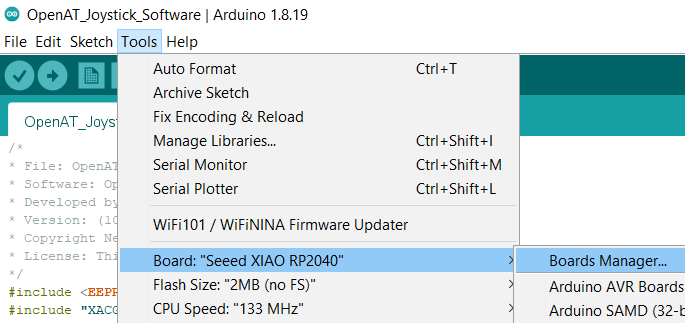 OpenAT_Joystick_Software | Arduino 1.8.19
File Edit Sketch Tools Help
Auto Format Ctrl+T
Archive Sketch
Fix Encoding & Reload
Manage Libraries... Ctrl+Shift+I
Serial Monitor Ctrl+Shift+M
Serial Plotter Ctrl+Shift+L
WiFi101 / WiFiNINA Firmware Updater
Board: "Seeed XIAO RP2040"
Flash Size: "2MB (no FS)"
CPU Speed: "133 MHz"
Boards Manager...
Arduino AVR Boards
Arduino SAMD (32-b
OpenAT_Joyst
/*
* File: OpenAT
* Software: Op
* Developed by
* Version: (10
* Copyright Ne
* License: Thi
*/
#include <EEPR
#include "XACG